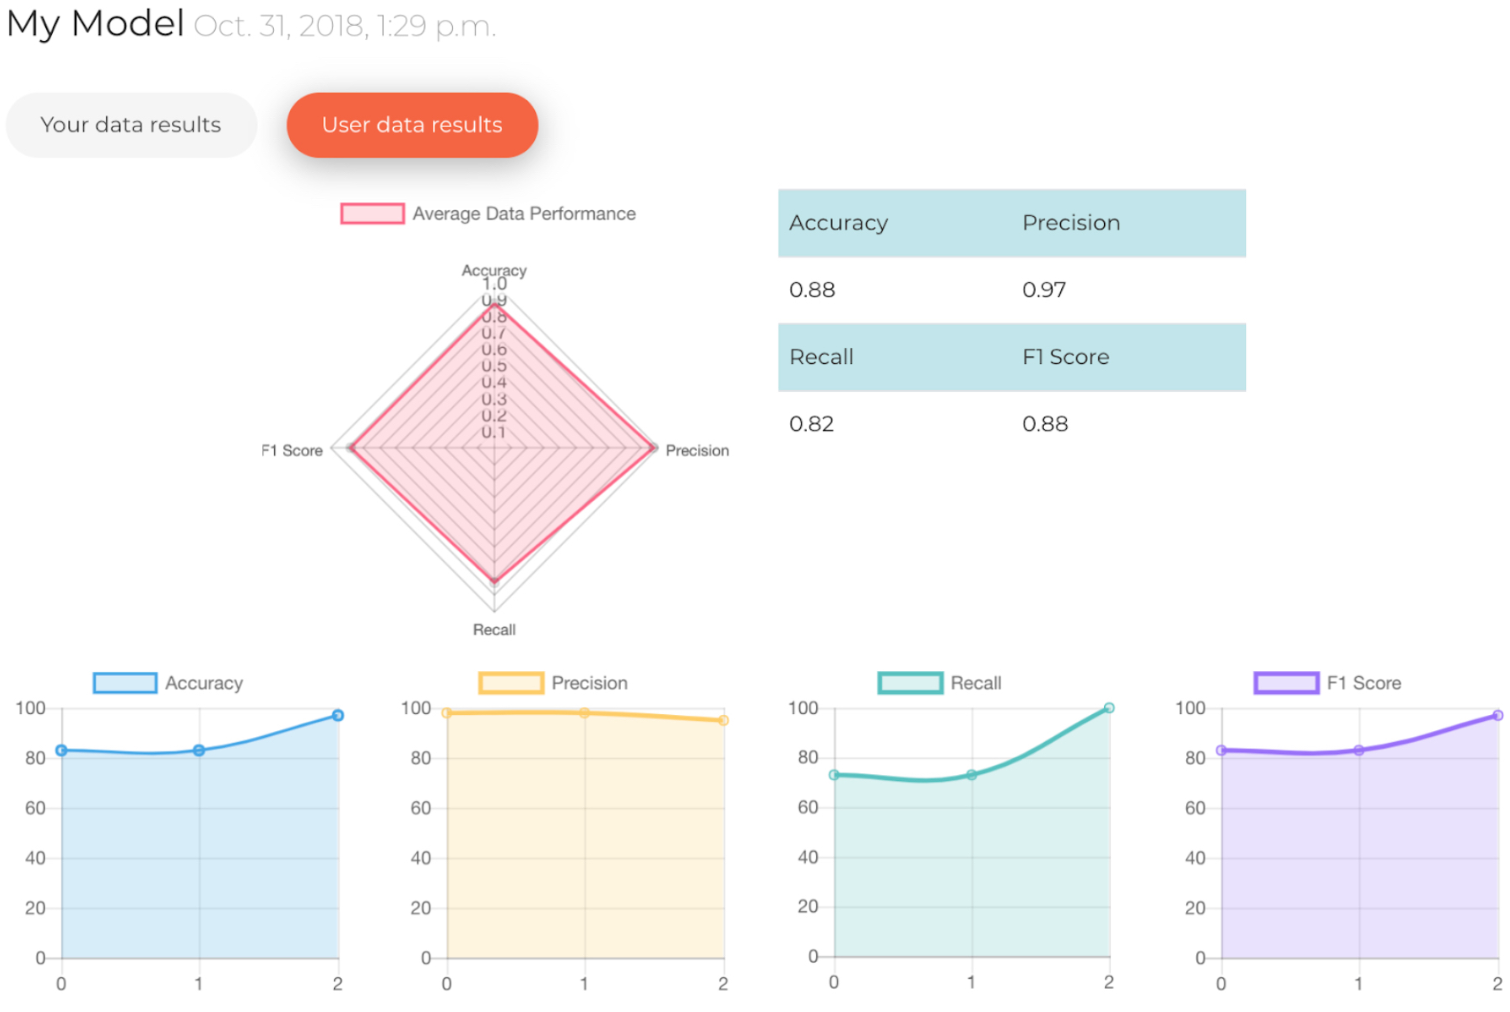 My Model Oct. 31, 2018, 1:29 p.m.
Your data results User data results
Average Data Performance
Accuracy
1.0
0.9
0.8
0.7
0.6
0.5
0.4
0.3
0.2
0.1
F1 Score
Precision
Recall
Accuracy Precision
0.88 0.97
Recall F1 Score
0.82 0.88
Accuracy
100
80
60
40
20
0
0 1 2
Precision
100
80
60
40
20
0
0 1 2
Recall
100
80
60
40
20
0
0 1 2
F1 Score
100
80
60
40
20
0
0 1 2